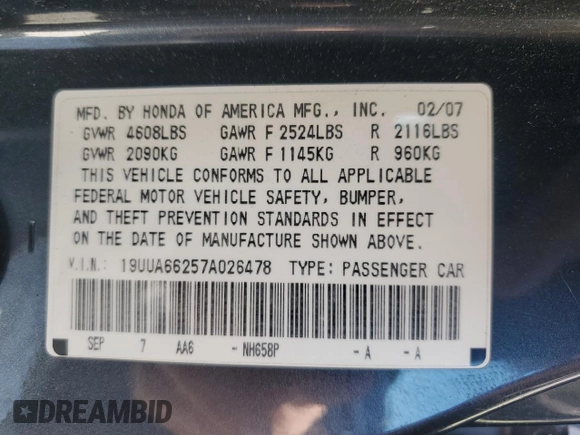 MFD. BY HONDA OF AMERICA MFG., INC. 02/07
GVWR 4608LBS GAWR F 2524LBS R 2116LBS
GVWR 2090KG GAWR F 1145KG R 960KG
THIS VEHICLE CONFORMS TO ALL APPLICABLE
FEDERAL MOTOR VEHICLE SAFETY, BUMPER,
AND THEFT PREVENTION STANDARDS IN EFFECT
ON THE DATE OF MANUFACTURE SHOWN ABOVE.
V.I.N.: 19UUA66257A026478 TYPE: PASSENGER CAR
SEP 7 AA6 - NH658P - A - A
DREAMBID